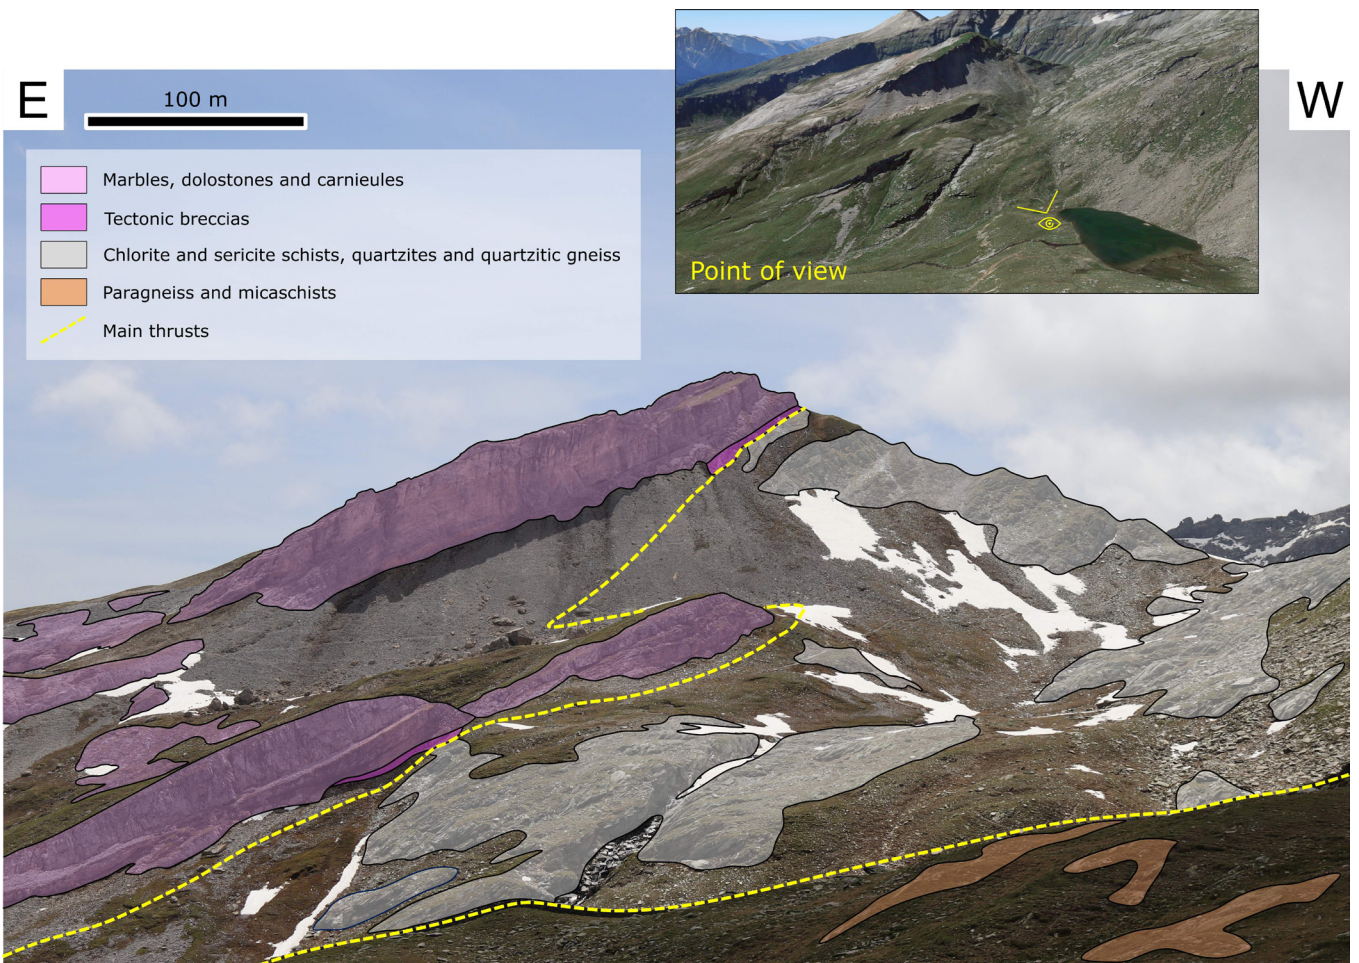 E
100 m
W
Marbles, dolostones and carnieules
Tectonic breccias
Chlorite and sericite schists, quartzites and quartzitic gneiss
Paragneiss and micaschists
Main thrusts
Point of view